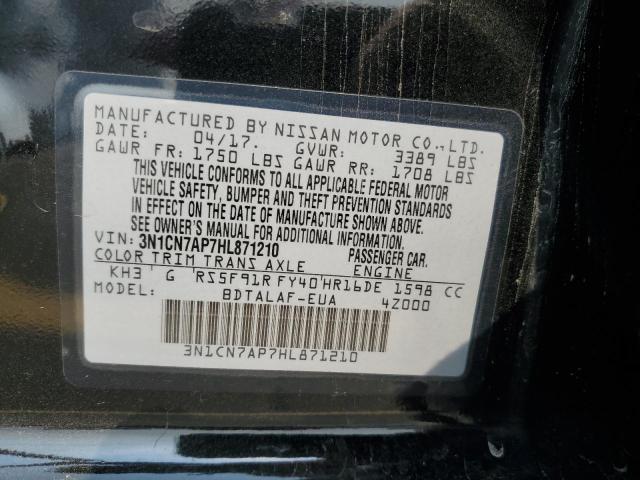 MANUFACTURED BY NISSAN MOTOR CO.,LTD.
04/17. GVWR: 3389 LBS
GAWR FR: 1750 LBS GAWR RR: 1708 LBS
THIS VEHICLE CONFORMS TO ALL APPLICABLE FEDERAL MOTOR
VEHICLE SAFETY, BUMPER AND THEFT PREVENTION STANDARDS
IN EFFECT ON THE DATE OF MANUFACTURE SHOWN ABOVE.
SEE OWNER'S MANUAL FOR ADDITIONAL INFORMATION
VIN: 3N1CN7AP7HL871210 PASSENGER CAR.
COLOR TRIM TRANS AXLE ENGINE
KH3 G RS5F91R FY40 HR16DE 1598 CC
MODEL: BDTALAF-EUA 4Z000
3N1CN7AP7HL871210